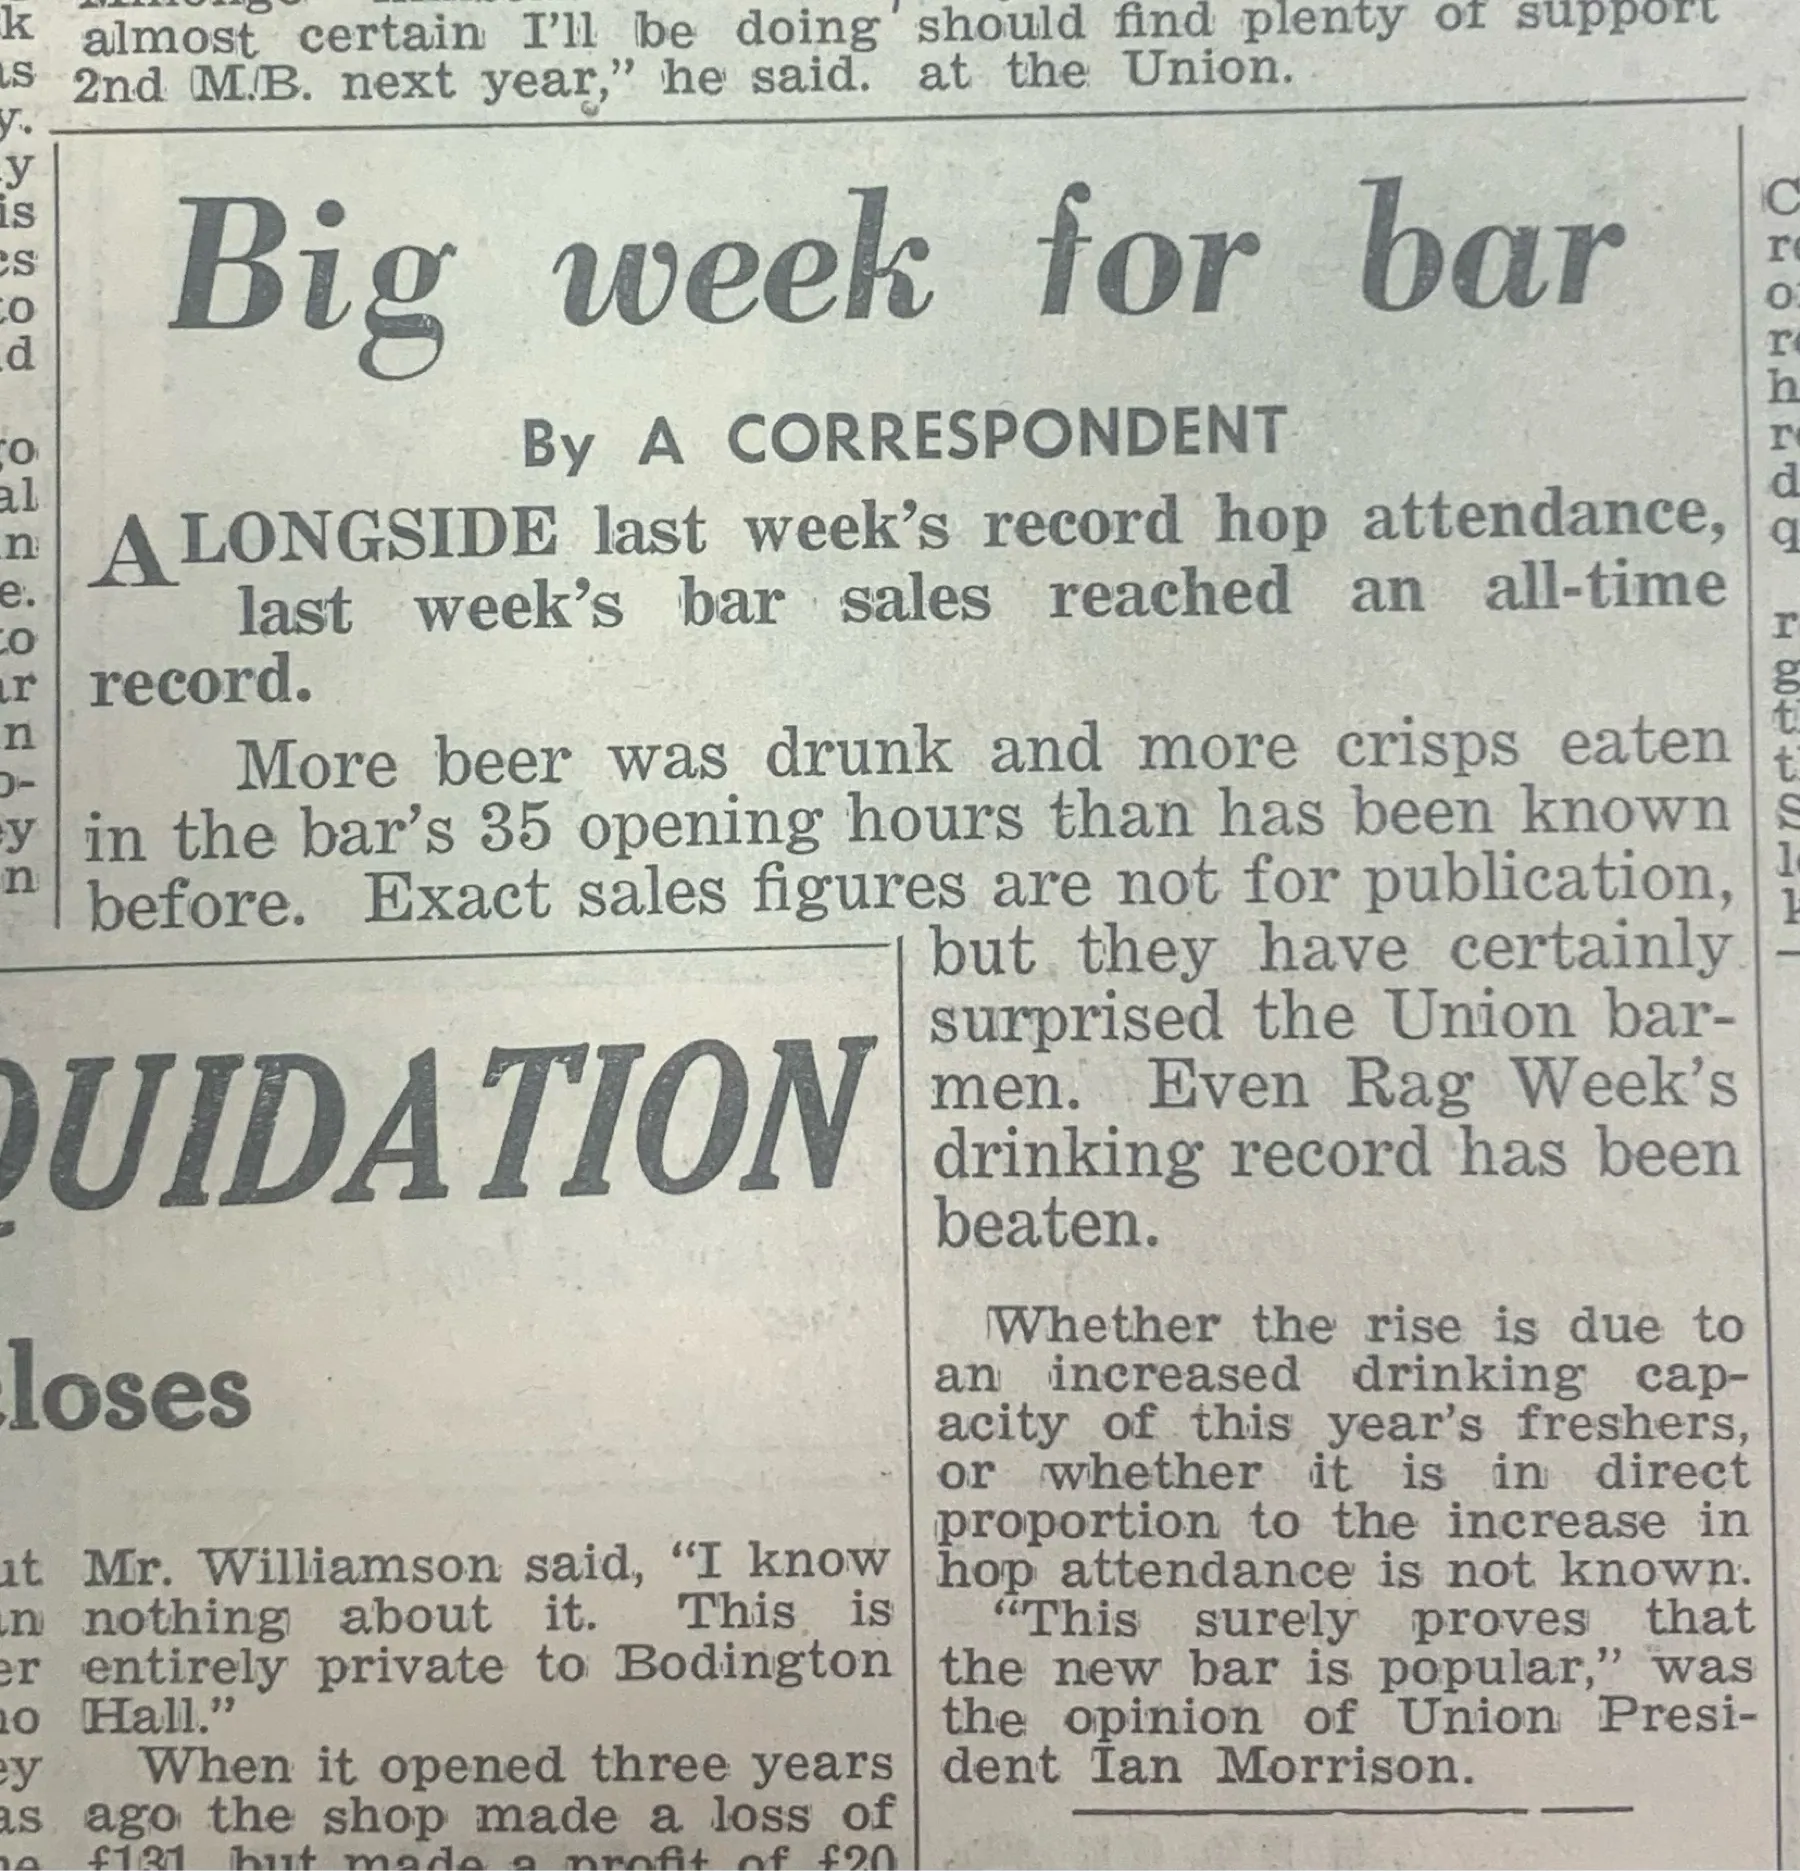 almost certain I'll be doing
2nd M.B. next year," he said.
should find plenty of support
at the Union.
Big week for bar
By A CORRESPONDENT
ALONGSIDE last week's record hop attendance,
last week's bar sales reached an all-time
record.
More beer was drunk and more crisps eaten
in the bar's 35 opening hours than has been known
before. Exact sales figures are not for publication,
but they have certainly
surprised the Union bar-
men. Even Rag Week's
drinking record has been
beaten.
Whether the rise is due to
an increased drinking cap-
acity of this year's freshers,
or whether it is in direct
proportion to the increase in
hop attendance is not known.
"This surely proves that
the new bar is popular," was
the opinion of Union Presi-
dent Ian Morrison.
QUIDATION
closes
Mr. Williamson said, "I know
nothing about it. This is
entirely private to Bodington
Hall."
When it opened three years
ago the shop made a loss of
£131 but made a profit of £20